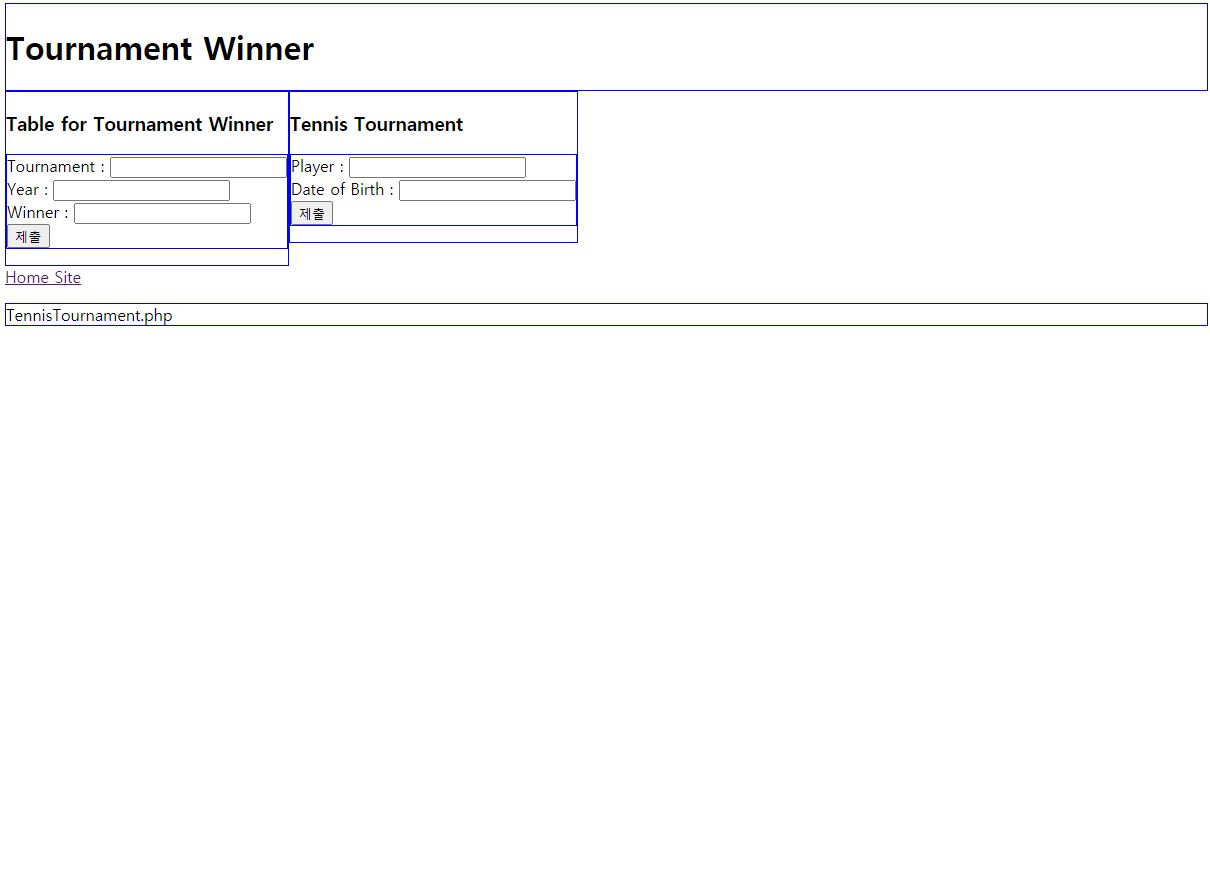 Tournament Winner
Table for Tournament Winner
Tournament :
Year :
Winner :
제출
Tennis Tournament
Player :
Date of Birth :
제출
Home Site
TennisTournament.php